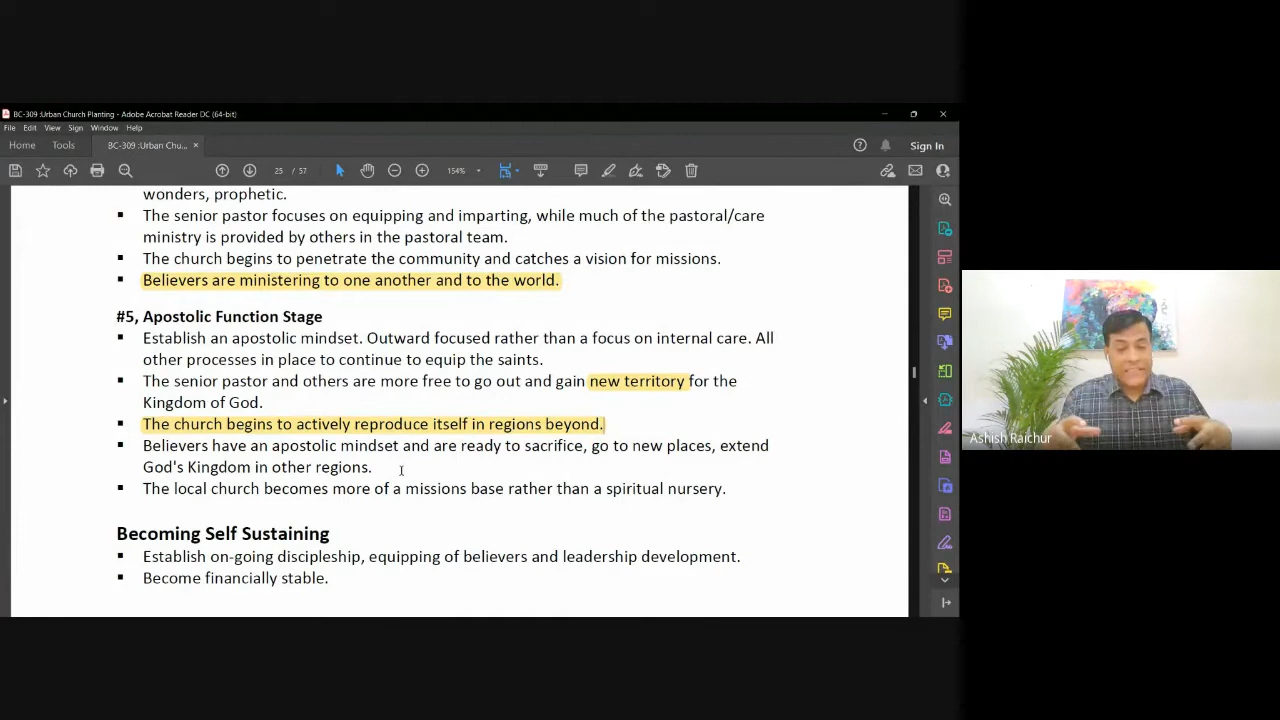 BC-309 :Urban Church Planting - Adobe Acrobat Reader DC (64-bit)
File Edit View Sign Window Help
Home Tools BC-309 :Urban Chu... × Sign In
25 / 57 154%
wonders, prophetic.
▪ The senior pastor focuses on equipping and imparting, while much of the pastoral/care
ministry is provided by others in the pastoral team.
▪ The church begins to penetrate the community and catches a vision for missions.
▪ Believers are ministering to one another and to the world.
#5, Apostolic Function Stage
▪ Establish an apostolic mindset. Outward focused rather than a focus on internal care. All
other processes in place to continue to equip the saints.
▪ The senior pastor and others are more free to go out and gain new territory for the
Kingdom of God.
▪ The church begins to actively reproduce itself in regions beyond.
▪ Believers have an apostolic mindset and are ready to sacrifice, go to new places, extend
God's Kingdom in other regions.
▪ The local church becomes more of a missions base rather than a spiritual nursery.
Becoming Self Sustaining
▪ Establish on-going discipleship, equipping of believers and leadership development.
▪ Become financially stable.
Ashish Raichur